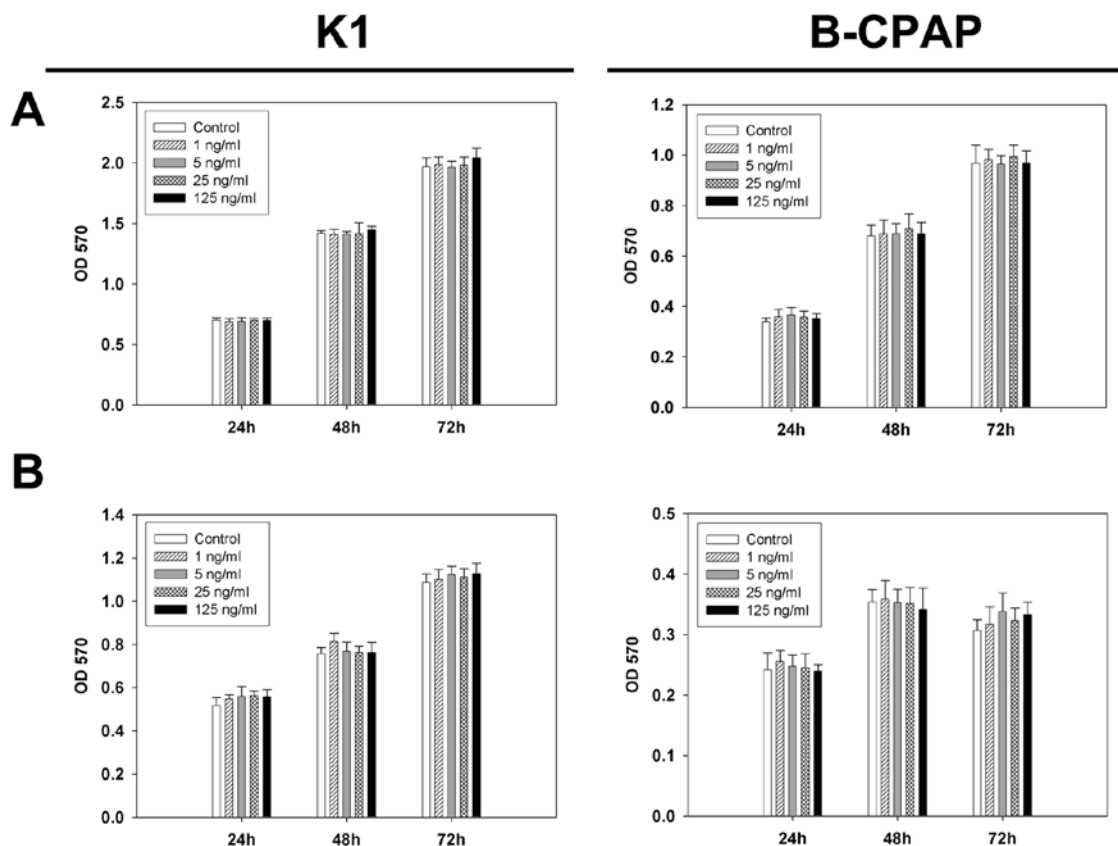 K1
B-CPAP
A
2.5
2.0
1.5
1.0
0.5
0.0
OD 570
Control
1 ng/ml
5 ng/ml
25 ng/ml
125 ng/ml
24h 48h 72h
1.2
1.0
0.8
0.6
0.4
0.2
0.0
OD 570
Control
1 ng/ml
5 ng/ml
25 ng/ml
125 ng/ml
24h 48h 72h
B
1.4
1.2
1.0
0.8
0.6
0.4
0.2
0.0
OD 570
Control
1 ng/ml
5 ng/ml
25 ng/ml
125 ng/ml
24h 48h 72h
0.5
0.4
0.3
0.2
0.1
0.0
OD 570
Control
1 ng/ml
5 ng/ml
25 ng/ml
125 ng/ml
24h 48h 72h